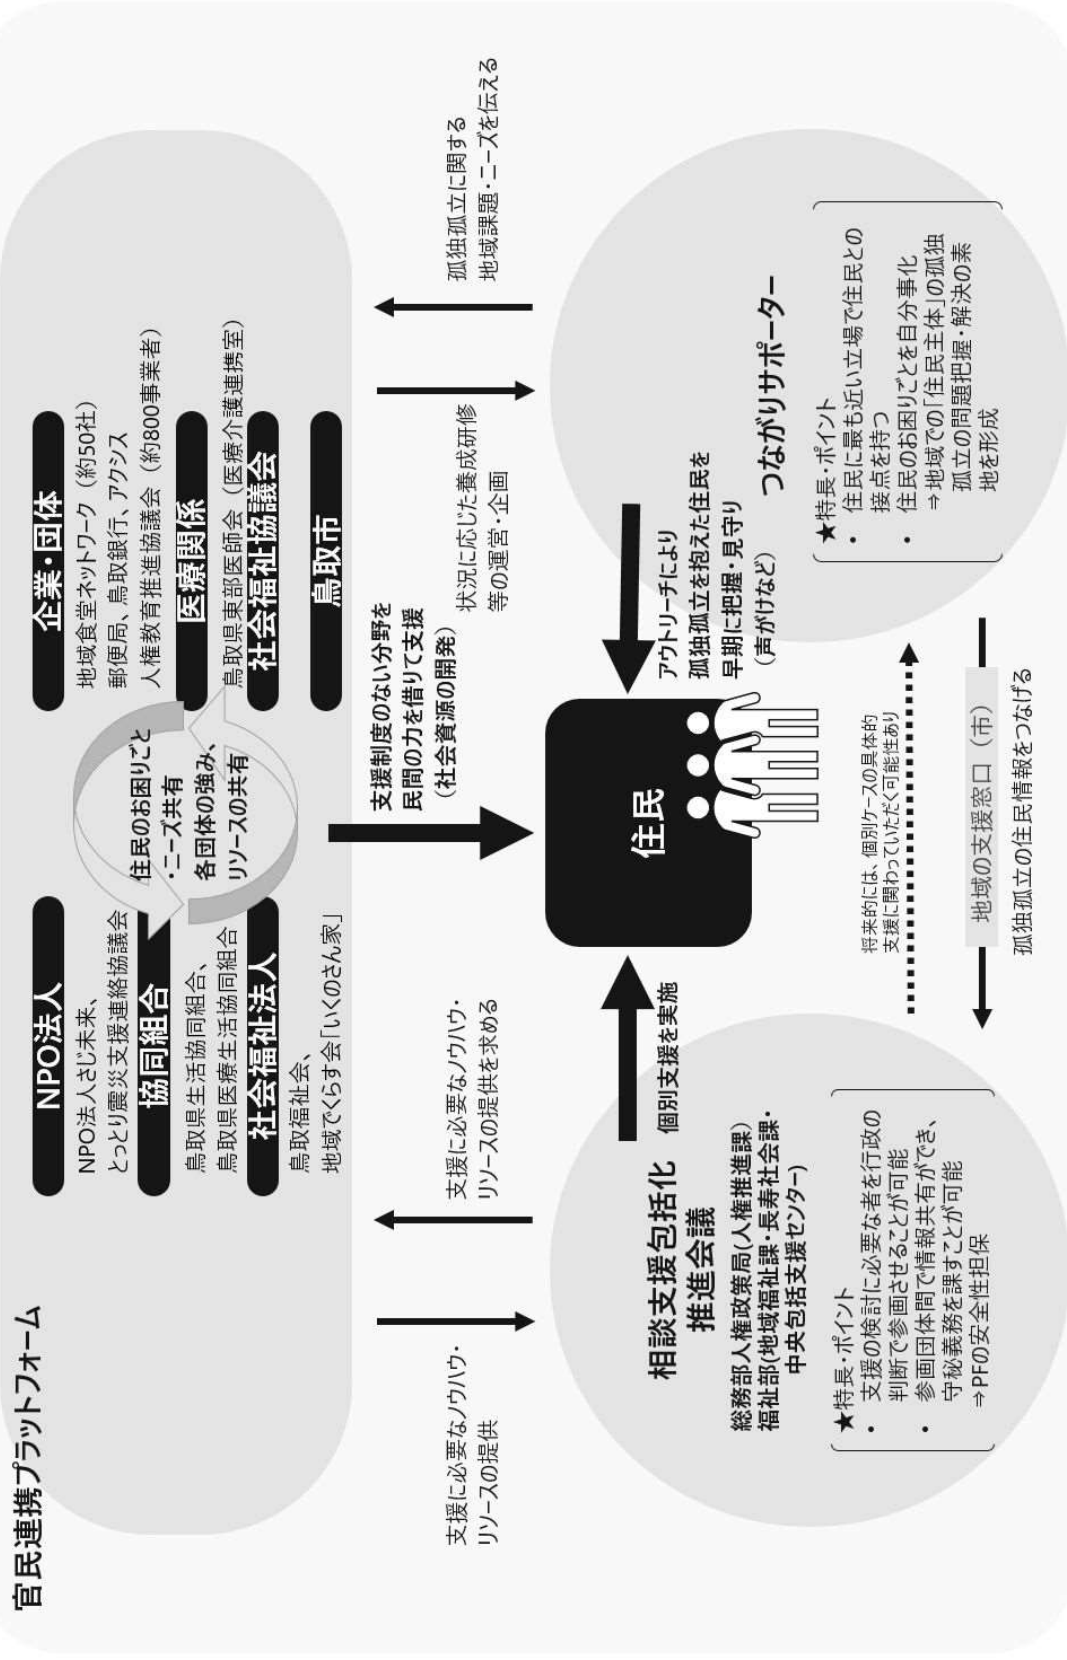 官民連携プラットフォーム
NPO法人
NPO法人さじ未来、
とっとり震災支援連絡協議会
協同組合
鳥取県生活協同組合、
鳥取県医療生活協同組合
社会福祉法人
鳥取福祉会、
地域でくらす会「いくのさん家」
住民のお困りごと
・ニーズ共有
各団体の強み、
リソースの共有
企業・団体
地域食堂ネットワーク（約50社）
郵便局、鳥取銀行、アクシス
人権教育推進協議会（約800事業者）
医療関係
鳥取県東部医師会（医療介護連携室）
社会福祉協議会
鳥取市
支援に必要なノウハウ・
リソースの提供
支援に必要なノウハウ・
リソースの提供を求める
支援制度のない分野を
民間の力を借りて支援
（社会資源の開発）
状況に応じた養成研修
等の運営・企画
孤独孤立に関する
地域課題・ニーズを伝える
相談支援包括化
推進会議
総務部人権政策局(人権推進課)
福祉部(地域福祉課・長寿社会課・
中央包括支援センター)
★特長・ポイント
• 支援の検討に必要な者を行政の
判断で参画させることが可能
• 参画団体間で情報共有ができ、
守秘義務を課すことが可能
⇒PFの安全性担保
個別支援を実施
住民
アウトリーチにより
孤独孤立を抱えた住民を
早期に把握・見守り
（声がけなど）
つながりサポーター
★特長・ポイント
• 住民に最も近い立場で住民との
接点を持つ
• 住民のお困りごとを自分事化
⇒地域での「住民主体」の孤独
孤立の問題把握・解決の素
地を形成
将来的には、個別ケースの具体的
支援に関わっていただく可能性あり
地域の支援窓口（市）
孤独孤立の住民情報をつなげる